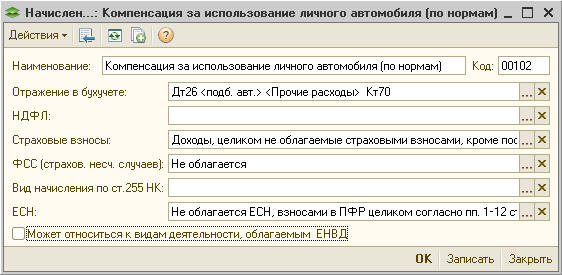 Начислен...: Компенсация за использование личного автомобиля (по нормам)
Действия
Наименование: Компенсация за использование личного автомобиля (по нормам) Код: 00102
Отражение в бухучете: Дт26 <подб. авт.> <Прочие расходы> Кт70
НДФЛ:
Страховые взносы: Доходы, целиком не облагаемые страховыми взносами, кроме пос
ФСС (страхов. несч. случаев): Не облагается
Вид начисления по ст.255 НК:
ЕСН: Не облагается ЕСН, взносами в ПФР целиком согласно пп. 1-12 ст
Может относиться к видам деятельности, облагаемым ЕНВД
OK Записать Закрыть